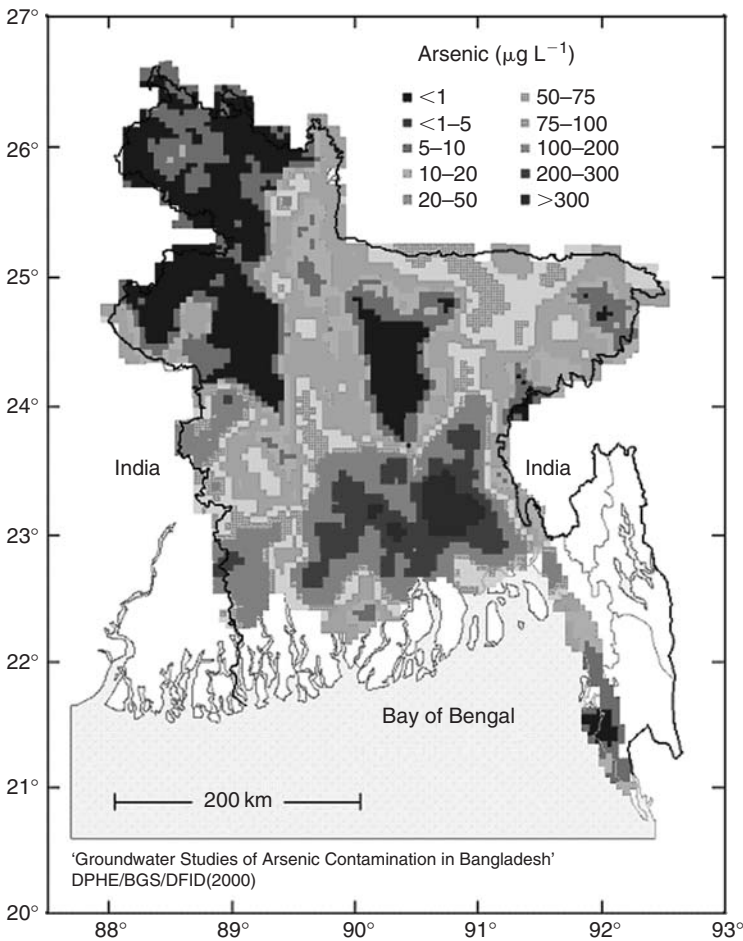 27°
26°
25°
24°
23°
22°
21°
20°
Arsenic (μg L−1)
<1
<1–5
5–10
10–20
20–50
50–75
75–100
100–200
200–300
>300
India
India
Bay of Bengal
200 km
'Groundwater Studies of Arsenic Contamination in Bangladesh'
DPHE/BGS/DFID(2000)
88° 89° 90° 91° 92° 93°